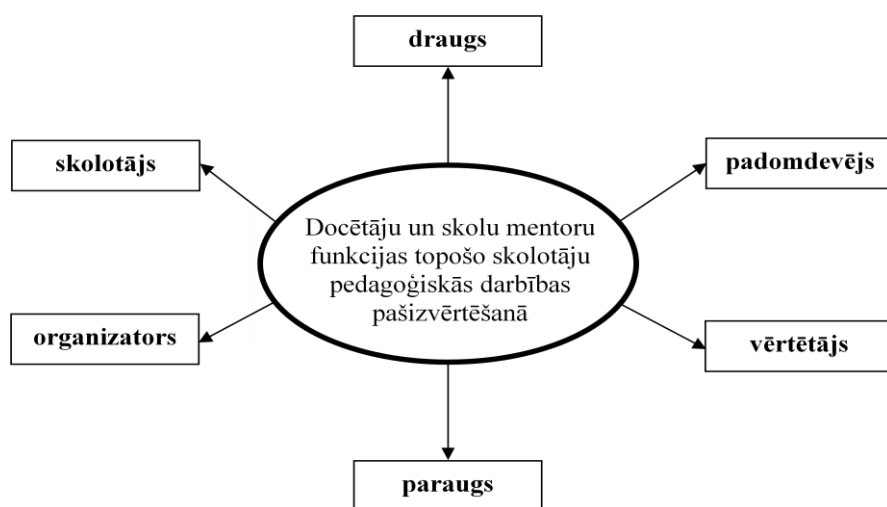 draugs
skolotājs
padomdevējs
Docētāju un skolu mentoru
funkcijas topošo skolotāju
pedagoģiskās darbības
pašizvērtēšanā
organizators
vērtētājs
paraugs